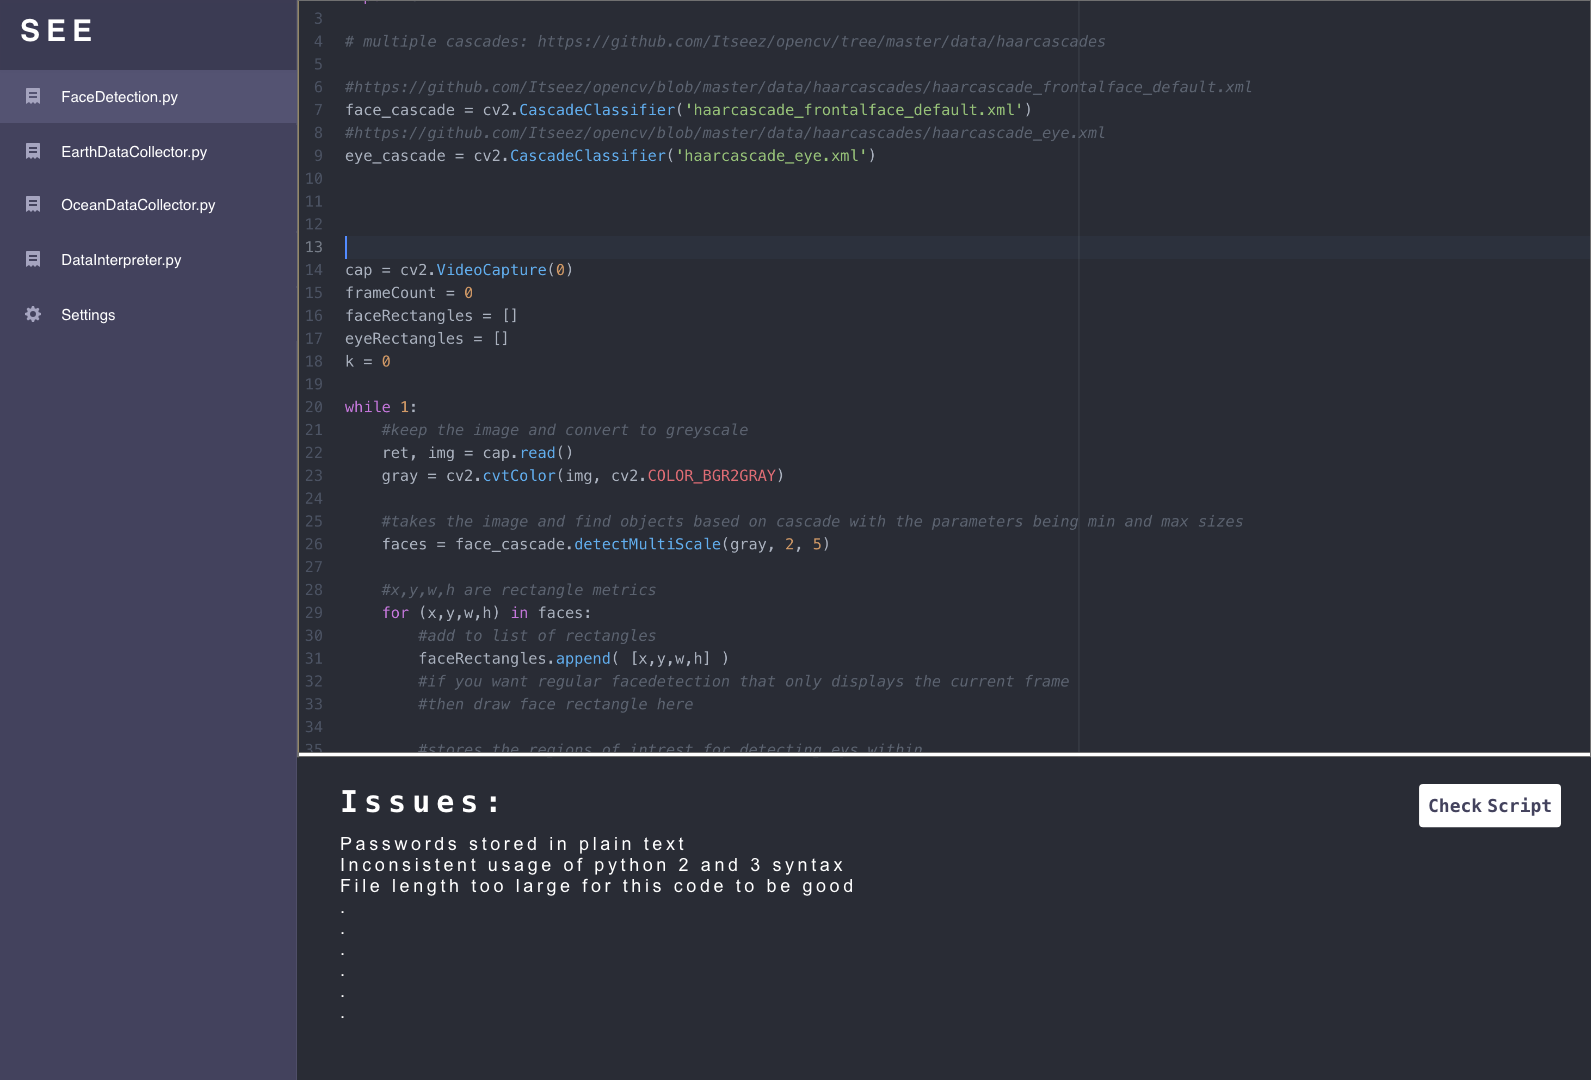 SEE
FaceDetection.py
EarthDataCollector.py
OceanDataCollector.py
DataInterpreter.py
Settings
3
4 # multiple cascades: https://github.com/Itseez/opencv/tree/master/data/haarcascades
5
6 #https://github.com/Itseez/opencv/blob/master/data/haarcascades/haarcascade_frontalface_default.xml
7 face_cascade = cv2.CascadeClassifier('haarcascade_frontalface_default.xml')
8 #https://github.com/Itseez/opencv/blob/master/data/haarcascades/haarcascade_eye.xml
9 eye_cascade = cv2.CascadeClassifier('haarcascade_eye.xml')
10
11
12
13
14 cap = cv2.VideoCapture(0)
15 frameCount = 0
16 faceRectangles = []
17 eyeRectangles = []
18 k = 0
19
20 while 1:
21     #keep the image and convert to greyscale
22     ret, img = cap.read()
23     gray = cv2.cvtColor(img, cv2.COLOR_BGR2GRAY)
24
25     #takes the image and find objects based on cascade with the parameters being min and max sizes
26     faces = face_cascade.detectMultiScale(gray, 2, 5)
27
28     #x,y,w,h are rectangle metrics
29     for (x,y,w,h) in faces:
30         #add to list of rectangles
31         faceRectangles.append( [x,y,w,h] )
32         #if you want regular facedetection that only displays the current frame
33         #then draw face rectangle here
34
35         #stores the regions of intrest for detecting eys within
Issues:
Check Script
Passwords stored in plain text
Inconsistent usage of python 2 and 3 syntax
File length too large for this code to be good
.
.
.
.
.
.